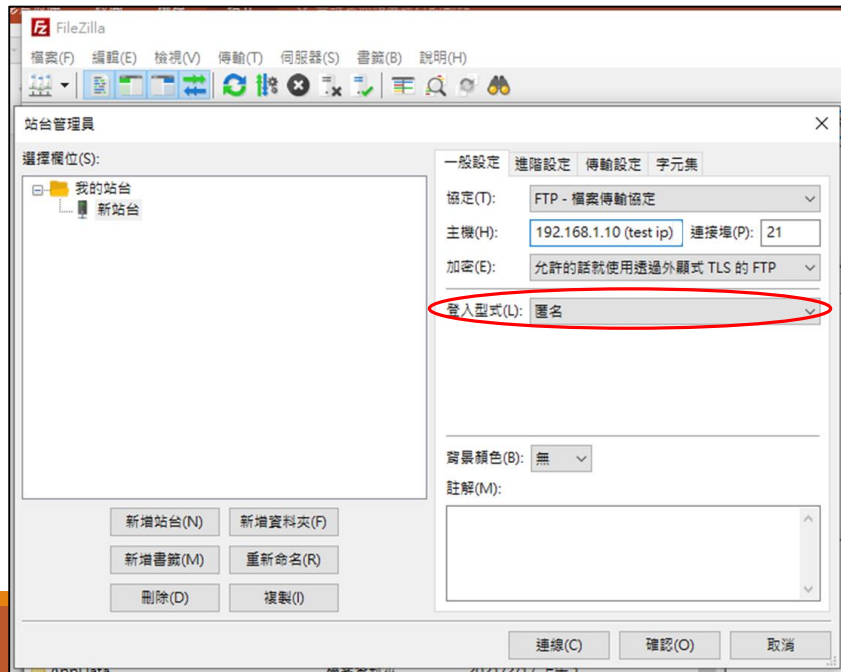 FileZilla
檔案(F) 編輯(E) 檢視(V) 傳輸(T) 伺服器(S) 書籤(B) 說明(H)
站台管理員
選擇欄位(S):
我的站台
新站台
新增站台(N) 新增資料夾(F)
新增書籤(M) 重新命名(R)
刪除(D) 複製(I)
一般設定 進階設定 傳輸設定 字元集
協定(T): FTP - 檔案傳輸協定
主機(H): 192.168.1.10 (test ip) 連接埠(P): 21
加密(E): 允許的話就使用透過外顯式 TLS 的 FTP
登入型式(L): 匿名
背景顏色(B): 無
註解(M):
連線(C) 確認(O) 取消